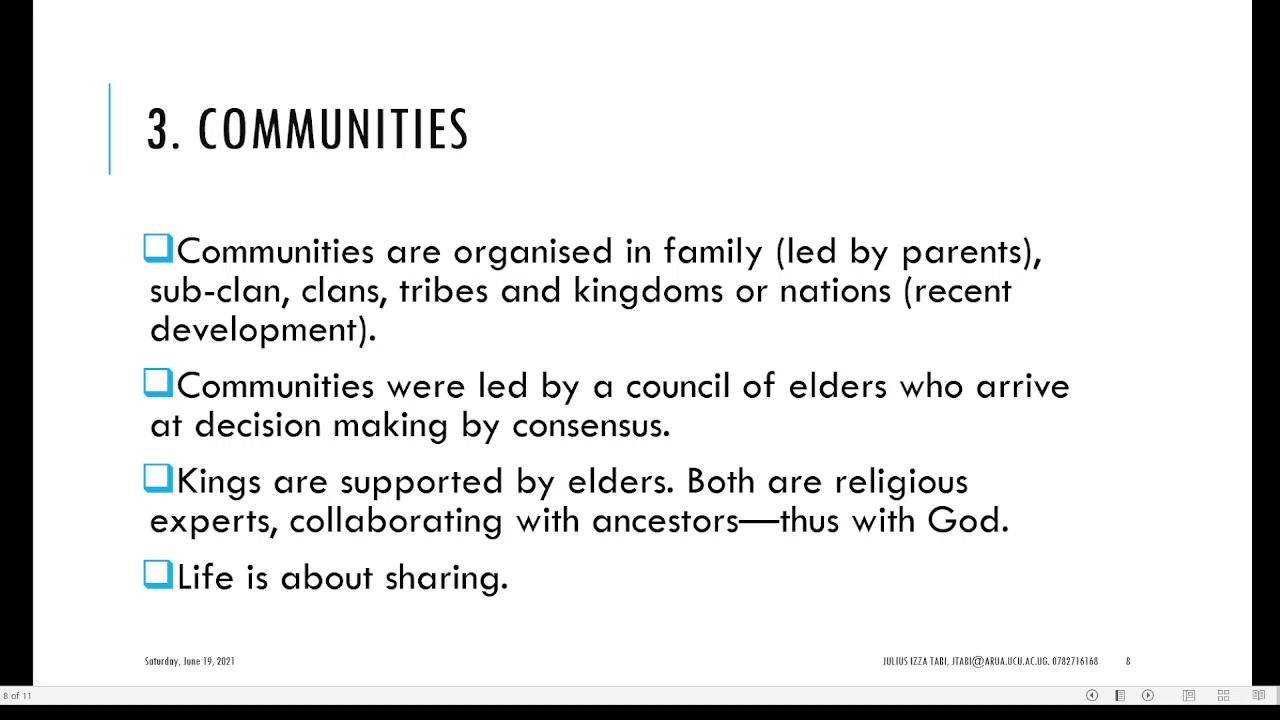 3. COMMUNITIES
Communities are organised in family (led by parents),
sub-clan, clans, tribes and kingdoms or nations (recent
development).
Communities were led by a council of elders who arrive
at decision making by consensus.
Kings are supported by elders. Both are religious
experts, collaborating with ancestors—thus with God.
Life is about sharing.
Saturday, June 19, 2021
JULIUS IZZA TABI, JTABI@ARUA.UCU.AC.UG. 0782716168
8
8 of 11